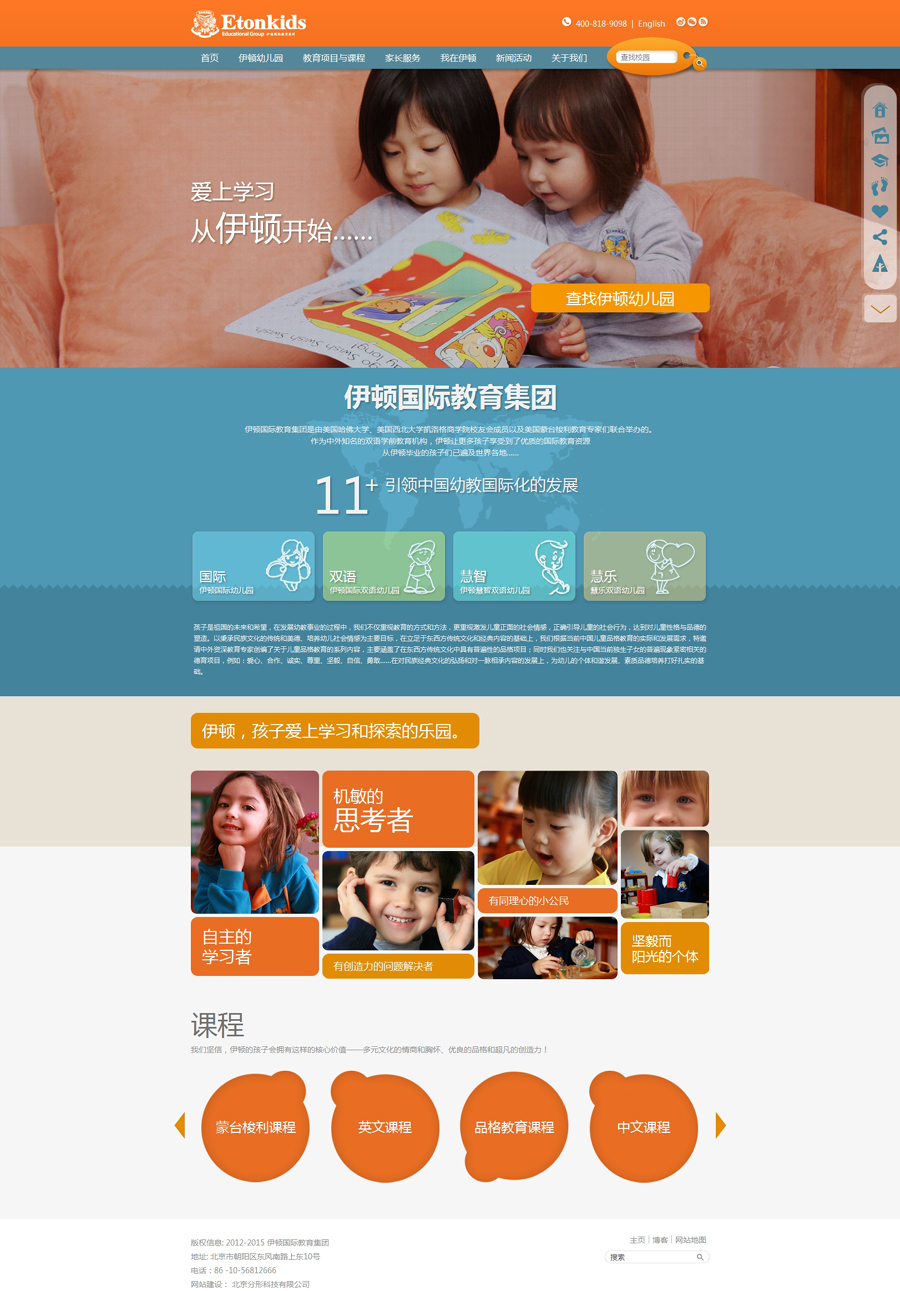 Etonkids
Educational Group
400-818-9098 | English
首页 伊顿幼儿园 教育项目与课程 家长服务 我在伊顿 新闻活动 关于我们 查找校园
爱上学习
从伊顿开始……
Etonkids
查找伊顿幼儿园
伊顿国际教育集团
伊顿国际教育集团是由美国哈佛大学、美国西北大学凯洛格商学院校友会成员以及美国蒙台梭利教育专家们联合举办的。
作为中外知名的双语学前教育机构，伊顿让更多孩子享受到了优质的国际教育资源
从伊顿毕业的孩子们已遍及世界各地……
11+ 引领中国幼教国际化的发展
国际
伊顿国际幼儿园
双语
伊顿国际双语幼儿园
慧智
伊顿慧智双语幼儿园
慧乐
慧乐双语幼儿园
孩子是祖国的未来和希望，在发展幼教事业的过程中，我们不仅重视教育的方式和方法，更重视激发儿童正面的社会情感，正确引导儿童的社会行为，达到对儿童性格与品德的
塑造。以秉承民族文化的传统和美德、培养幼儿社会情感为主要目标，在立足于东西方传统文化和经典内容的基础上，我们根据当前中国儿童品格教育的实际和发展需求，特邀
请中外资深教育专家创编了关于儿童品格教育的系列内容，主要涵盖了在东西方传统文化中具有普遍性的品格项目；同时我们也关注与中国当前独生子女的普遍现象紧密相关的
德育项目，例如：爱心、合作、诚实、尊重、坚毅、自信、勇敢……在对民族经典文化的弘扬和对一脉相承内容的发展上，为幼儿的个体和谐发展、素质品德培养打好扎实的基
础。
伊顿，孩子爱上学习和探索的乐园。
机敏的
思考者
有同理心的小公民
自主的
学习者
有创造力的问题解决者
坚毅而
阳光的个体
课程
我们坚信，伊顿的孩子会拥有这样的核心价值——多元文化的情商和胸怀、优良的品格和超凡的创造力！
蒙台梭利课程 英文课程 品格教育课程 中文课程
版权信息: 2012-2015 伊顿国际教育集团
地址: 北京市朝阳区东风南路上东10号
电话：86 -10-56812666
网站建设： 北京分形科技有限公司
主页 | 博客 | 网站地图
搜索